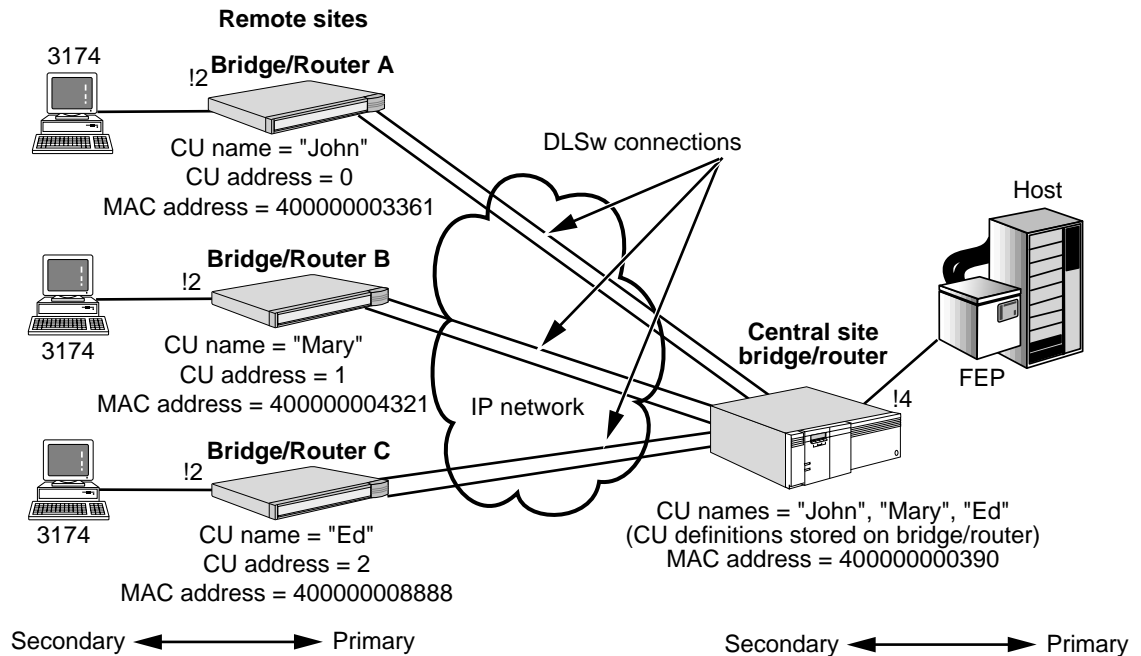 Remote sites
3174
!2
Bridge/Router A
CU name = "John"
CU address = 0
MAC address = 400000003361
DLSw connections
Host
Bridge/Router B
!2
3174
CU name = "Mary"
CU address = 1
MAC address = 400000004321
IP network
Central site
bridge/router
FEP
!4
Bridge/Router C
!2
3174
CU name = "Ed"
CU address = 2
MAC address = 400000008888
CU names = "John", "Mary", "Ed"
(CU definitions stored on bridge/router)
MAC address = 400000000390
Secondary
Primary
Secondary
Primary